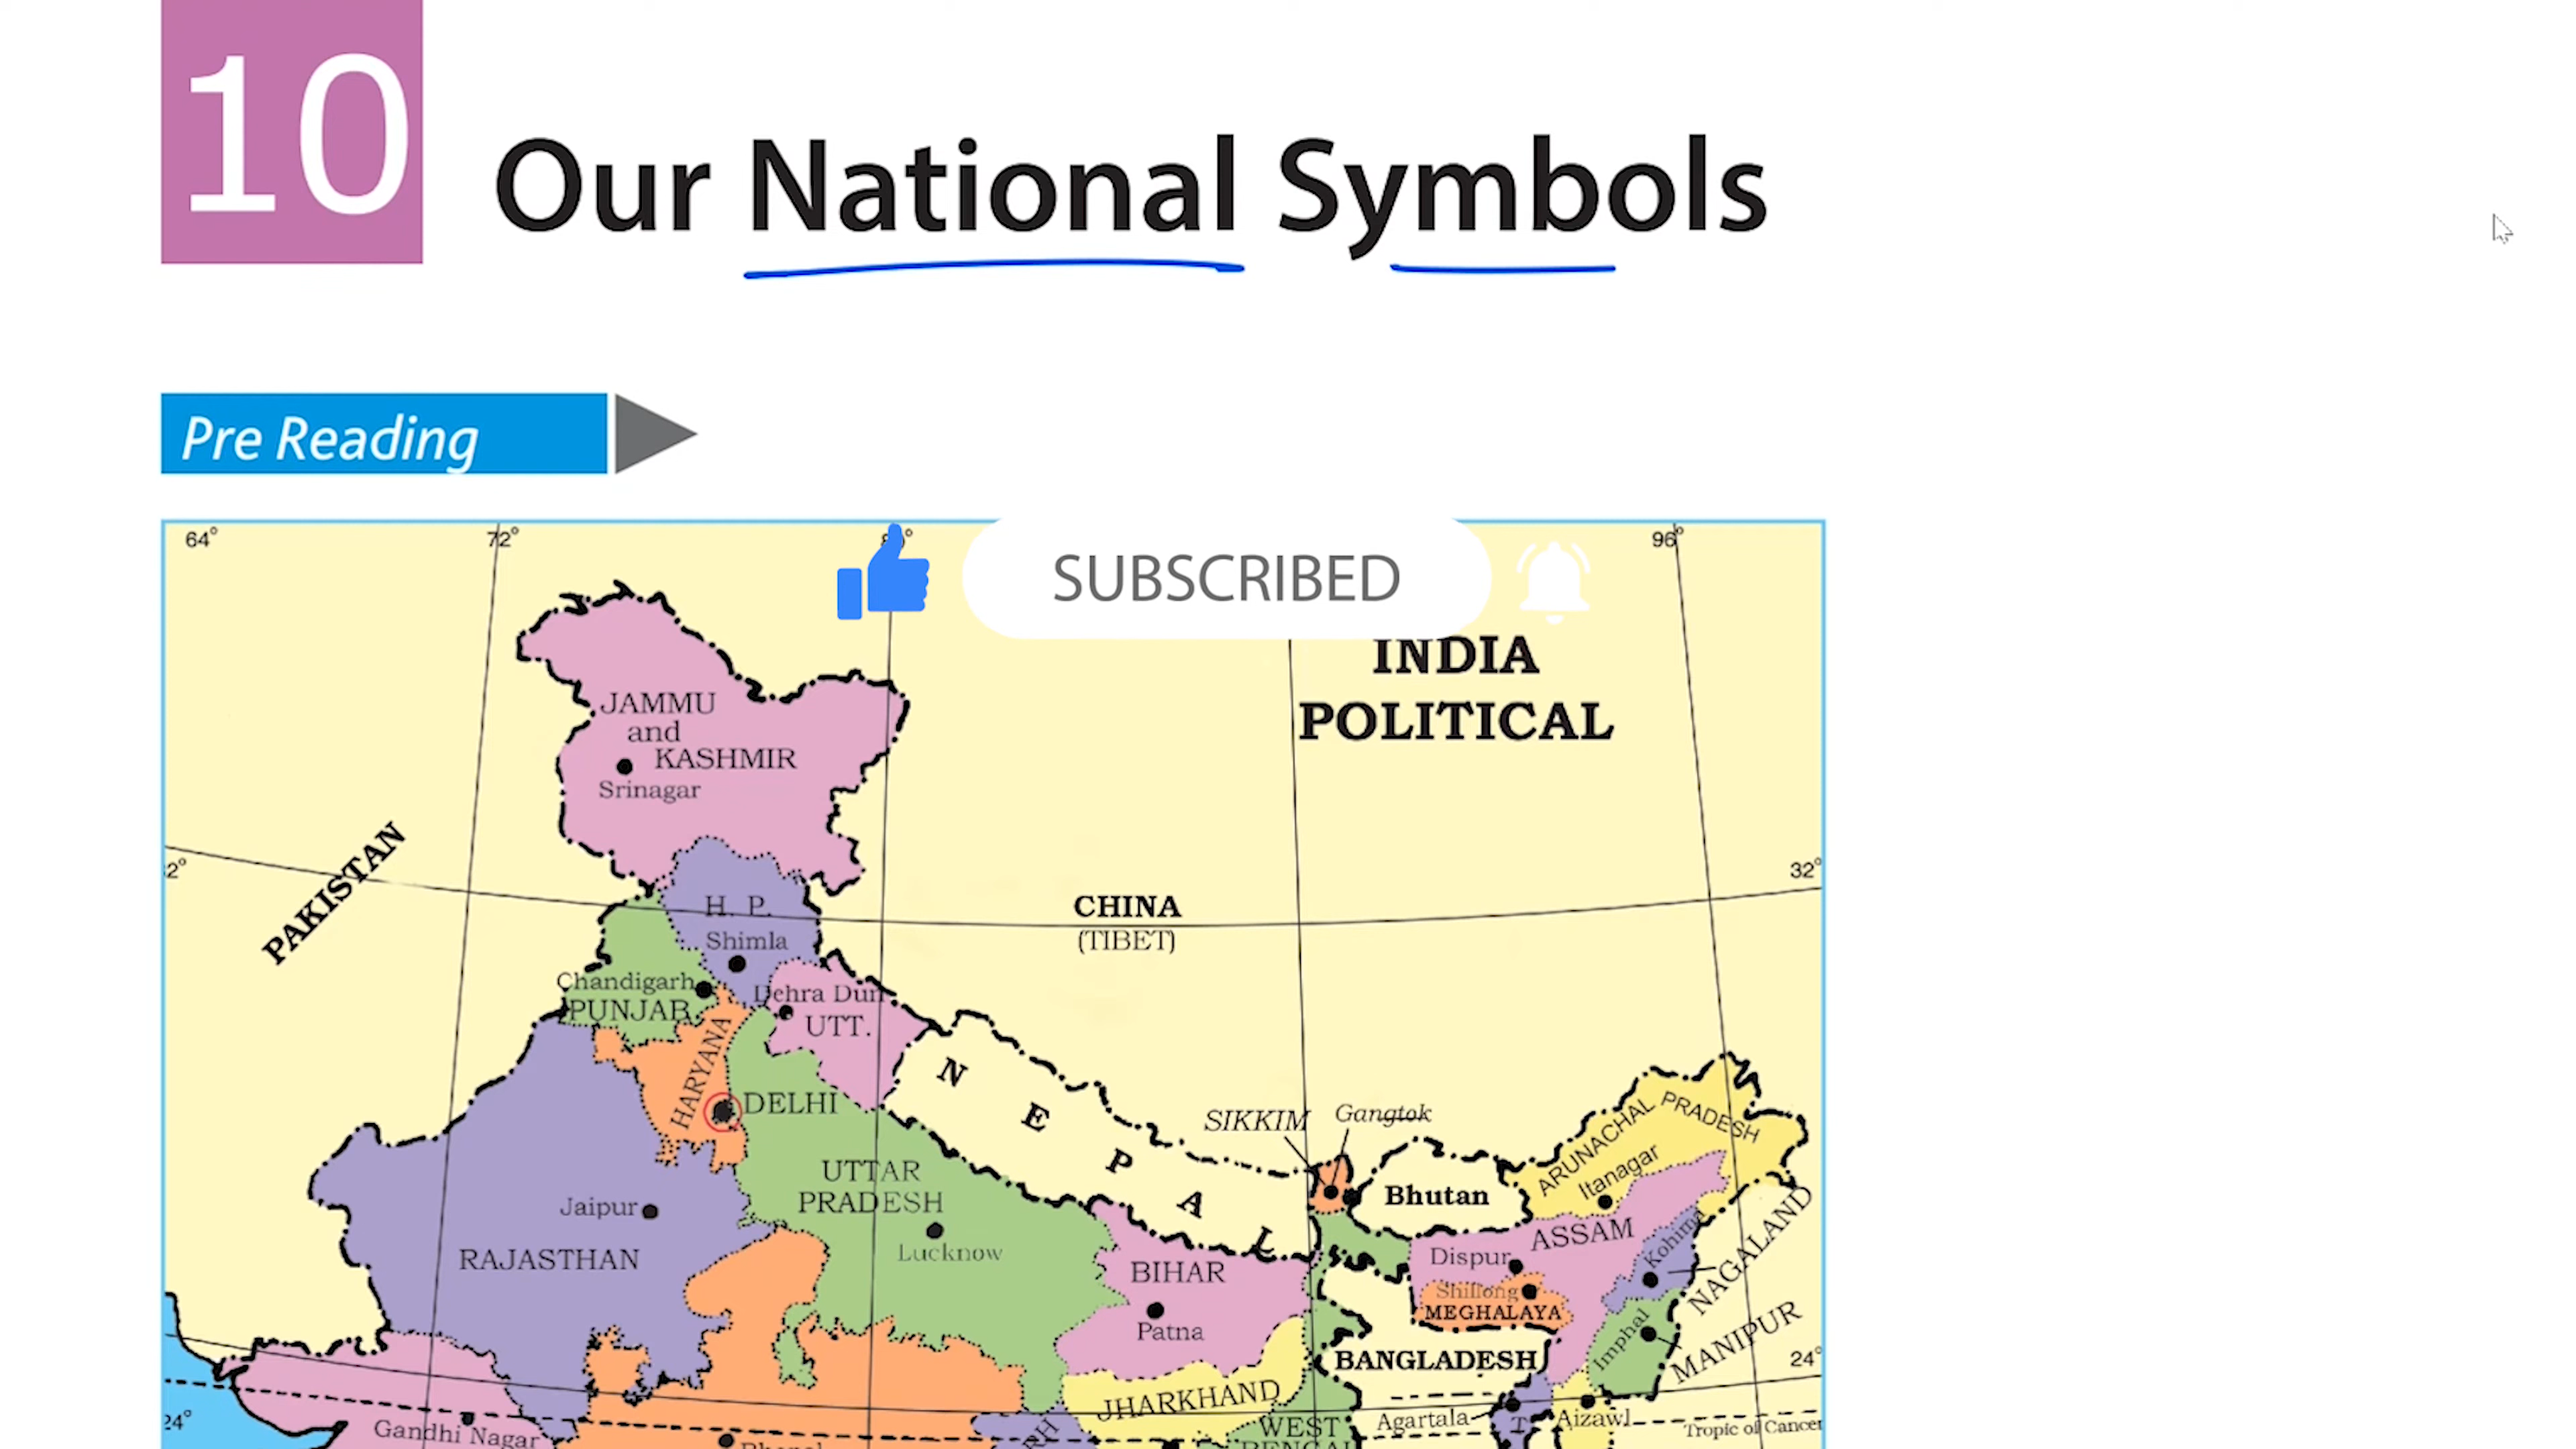 10
Our National Symbols
Pre Reading
64°
72°
96°
SUBSCRIBED
INDIA
POLITICAL
JAMMU
and
KASHMIR
Srinagar
PAKISTAN
2°
32°
H. P.
Shimla
CHINA
(TIBET)
Chandigarh
PUNJAB
Dehra Dun
UTT.
HARYANA
DELHI
NEPAL
SIKKIM
Gangtok
ARUNACHAL PRADESH
Itanagar
UTTAR
PRADESH
Lucknow
Bhutan
Jaipur
RAJASTHAN
BIHAR
Patna
Dispur
ASSAM
Kohima
NAGALAND
Shillong
MEGHALAYA
Imphal
MANIPUR
BANGLADESH
24°
JHARKHAND
24°
Gandhi Nagar
RH
WEST
Agartala
T
Aizawl
Tropic of Cancer